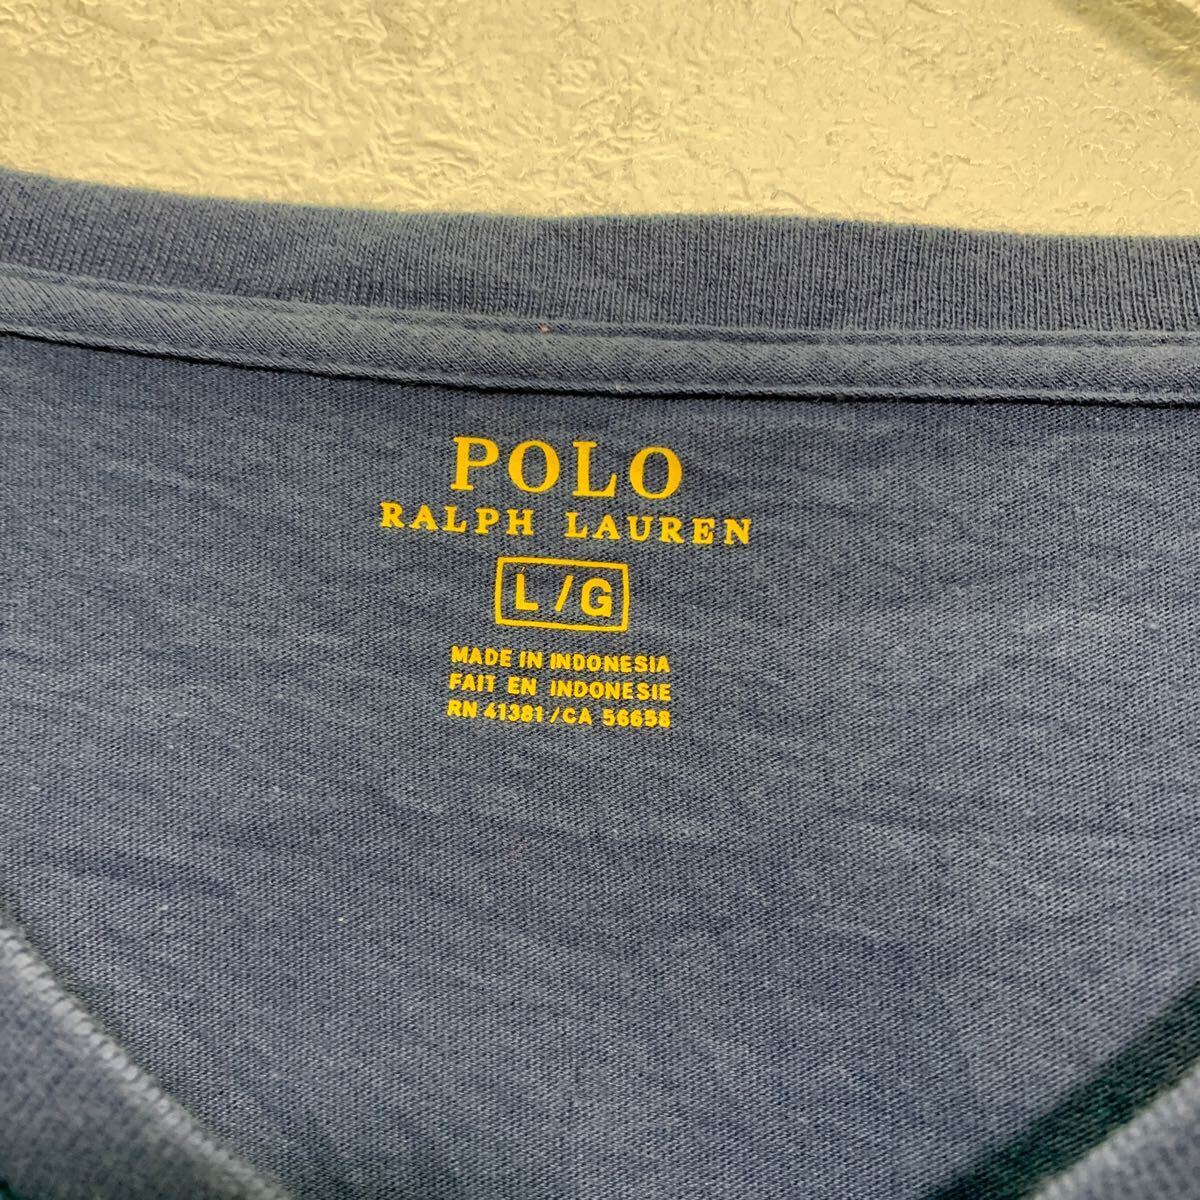 POLO
RALPH LAUREN
L/G
MADE IN INDONESIA
FAIT EN INDONESIE
RN 41381/CA 56658